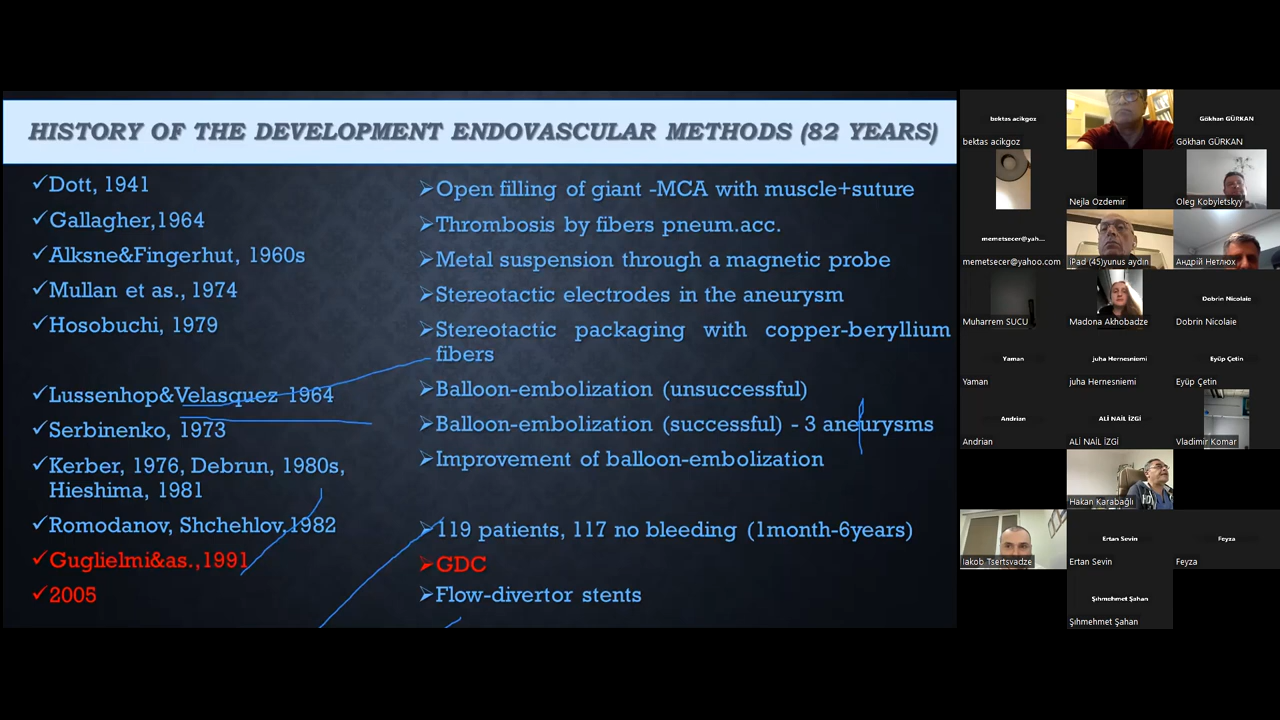 HISTORY OF THE DEVELOPMENT ENDOVASCULAR METHODS (82 YEARS)
✓Dott, 1941
✓Gallagher,1964
✓Alksne&Fingerhut, 1960s
✓Mullan et as., 1974
✓Hosobuchi, 1979
✓Lussenhop&Velasquez 1964
✓Serbinenko, 1973
✓Kerber, 1976, Debrun, 1980s,
Hieshima, 1981
✓Romodanov, Shchehlov,1982
✓Guglielmi&as.,1991
✓2005
➢Open filling of giant -MCA with muscle+suture
➢Thrombosis by fibers pneum.acc.
➢Metal suspension through a magnetic probe
➢Stereotactic electrodes in the aneurysm
➢Stereotactic packaging with copper-beryllium
fibers
➢Balloon-embolization (unsuccessful)
➢Balloon-embolization (successful) - 3 aneurysms
➢Improvement of balloon-embolization
➢119 patients, 117 no bleeding (1month-6years)
➢GDC
➢Flow-divertor stents
bektas acikgoz
bektas acikgoz
Gökhan GÜRKAN
Gökhan GÜRKAN
Nejla Ozdemir
Oleg Kobyletskyy
memetsecer@yah...
memetsecer@yahoo.com
iPad (45)yunus aydın
Андрій Нетлюх
Muharrem SUCU
Madona Akhobadze
Dobrin Nicolaie
Dobrin Nicolaie
Yaman
Yaman
juha Hernesniemi
juha Hernesniemi
Eyüp Çetin
Eyüp Çetin
Andrian
Andrian
ALİ NAİL İZGİ
ALİ NAİL İZGİ
Vladimir Komar
Hakan Karabağlı
Iakob Tsertsvadze
Ertan Sevin
Ertan Sevin
Feyza
Feyza
Şıhmehmet Şahan
Şıhmehmet Şahan